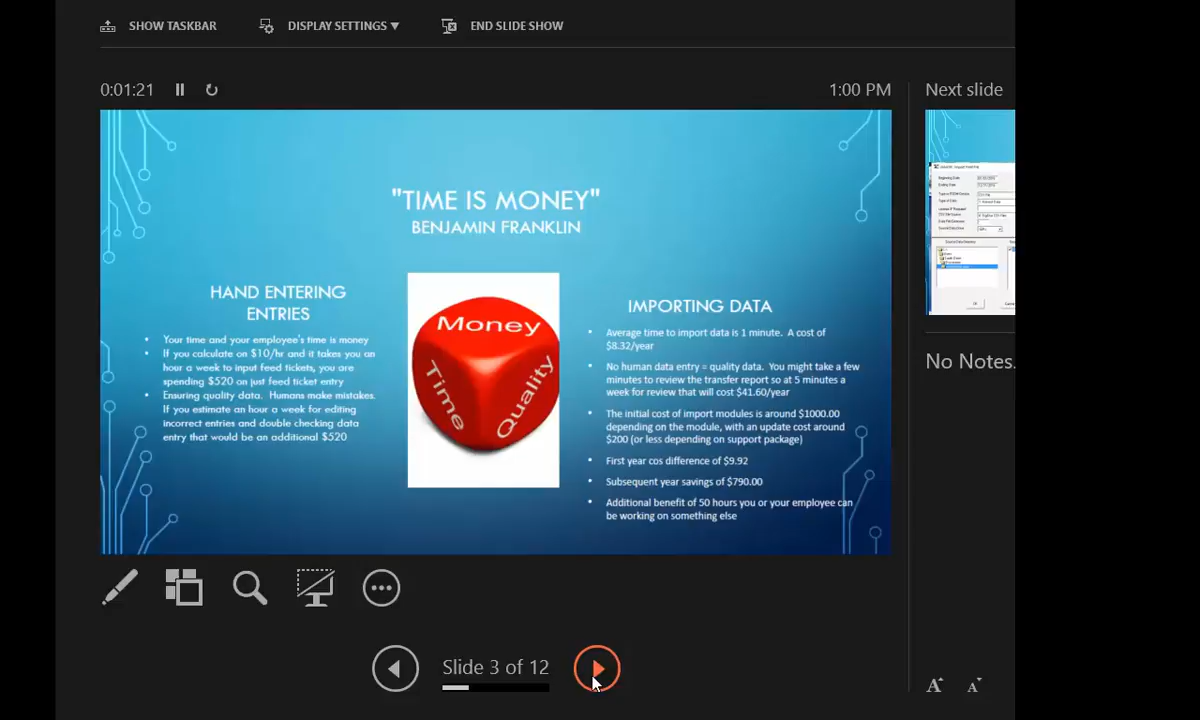 SHOW TASKBAR DISPLAY SETTINGS ▼ END SLIDE SHOW
0:01:21 1:00 PM Next slide
"TIME IS MONEY"
BENJAMIN FRANKLIN
HAND ENTERING
ENTRIES
• Your time and your employee's time is money
• If you calculate on $10/hr and it takes you an
hour a week to input feed tickets, you are
spending $520 on just feed ticket entry
• Ensuring quality data. Humans make mistakes.
If you estimate an hour a week for editing
incorrect entries and double checking data
entry that would be an additional $520
Money
Time
Quality
IMPORTING DATA
• Average time to import data is 1 minute. A cost of
$8.32/year
• No human data entry = quality data. You might take a few
minutes to review the transfer report so at 5 minutes a
week for review that will cost $41.60/year
• The initial cost of import modules is around $1000.00
depending on the module, with an update cost around
$200 (or less depending on support package)
• First year cos difference of $9.92
• Subsequent year savings of $790.00
• Additional benefit of 50 hours you or your employee can
be working on something else
No Notes.
Slide 3 of 12
A A